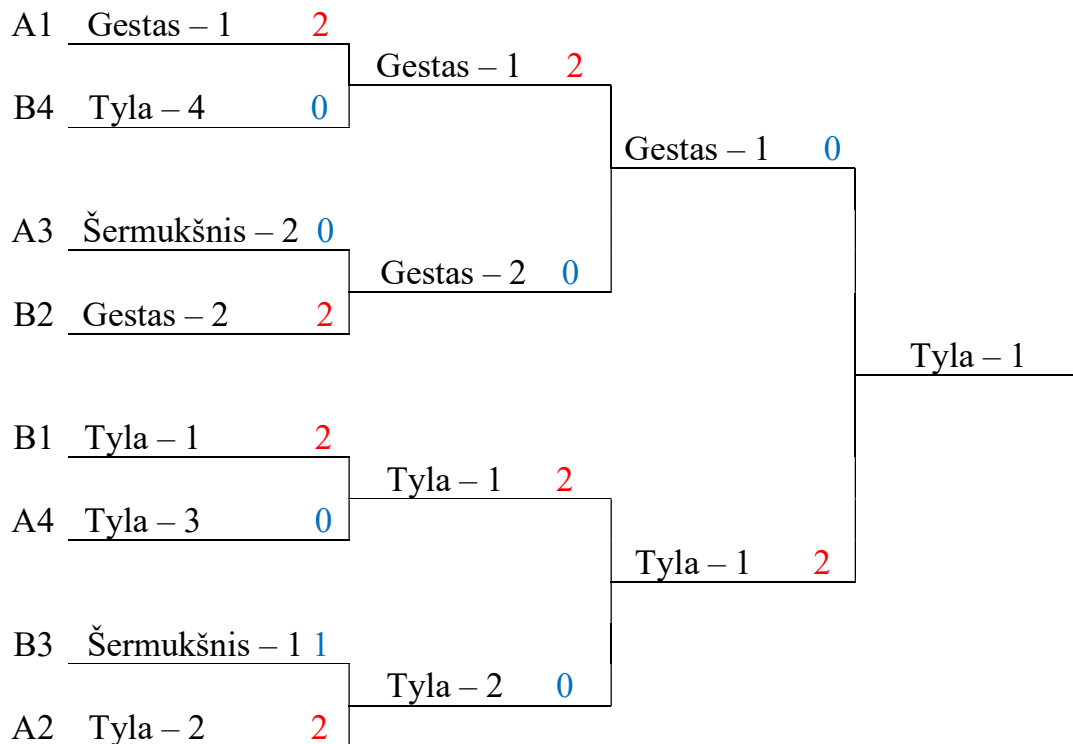 A1 Gestas – 1 2
Gestas – 1 2
B4 Tyla – 4 0
Gestas – 1 0
A3 Šermukšnis – 2 0
Gestas – 2 0
B2 Gestas – 2 2
Tyla – 1
B1 Tyla – 1 2
Tyla – 1 2
A4 Tyla – 3 0
Tyla – 1 2
B3 Šermukšnis – 1 1
Tyla – 2 0
A2 Tyla – 2 2